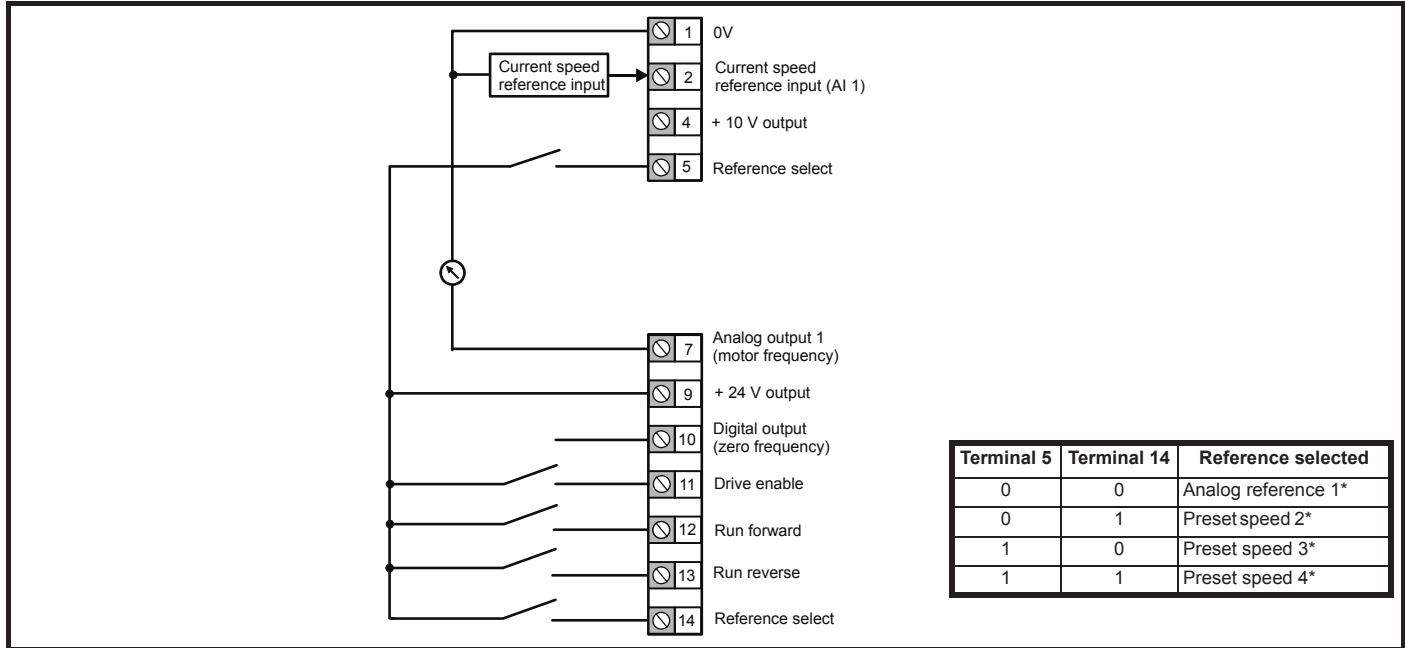 1 0V
Current speed
reference input
2 Current speed
reference input (AI 1)
4 + 10 V output
5 Reference select
7 Analog output 1
(motor frequency)
9 + 24 V output
10 Digital output
(zero frequency)
11 Drive enable
12 Run forward
13 Run reverse
14 Reference select
Terminal 5 Terminal 14 Reference selected
0 0 Analog reference 1*
0 1 Preset speed 2*
1 0 Preset speed 3*
1 1 Preset speed 4*